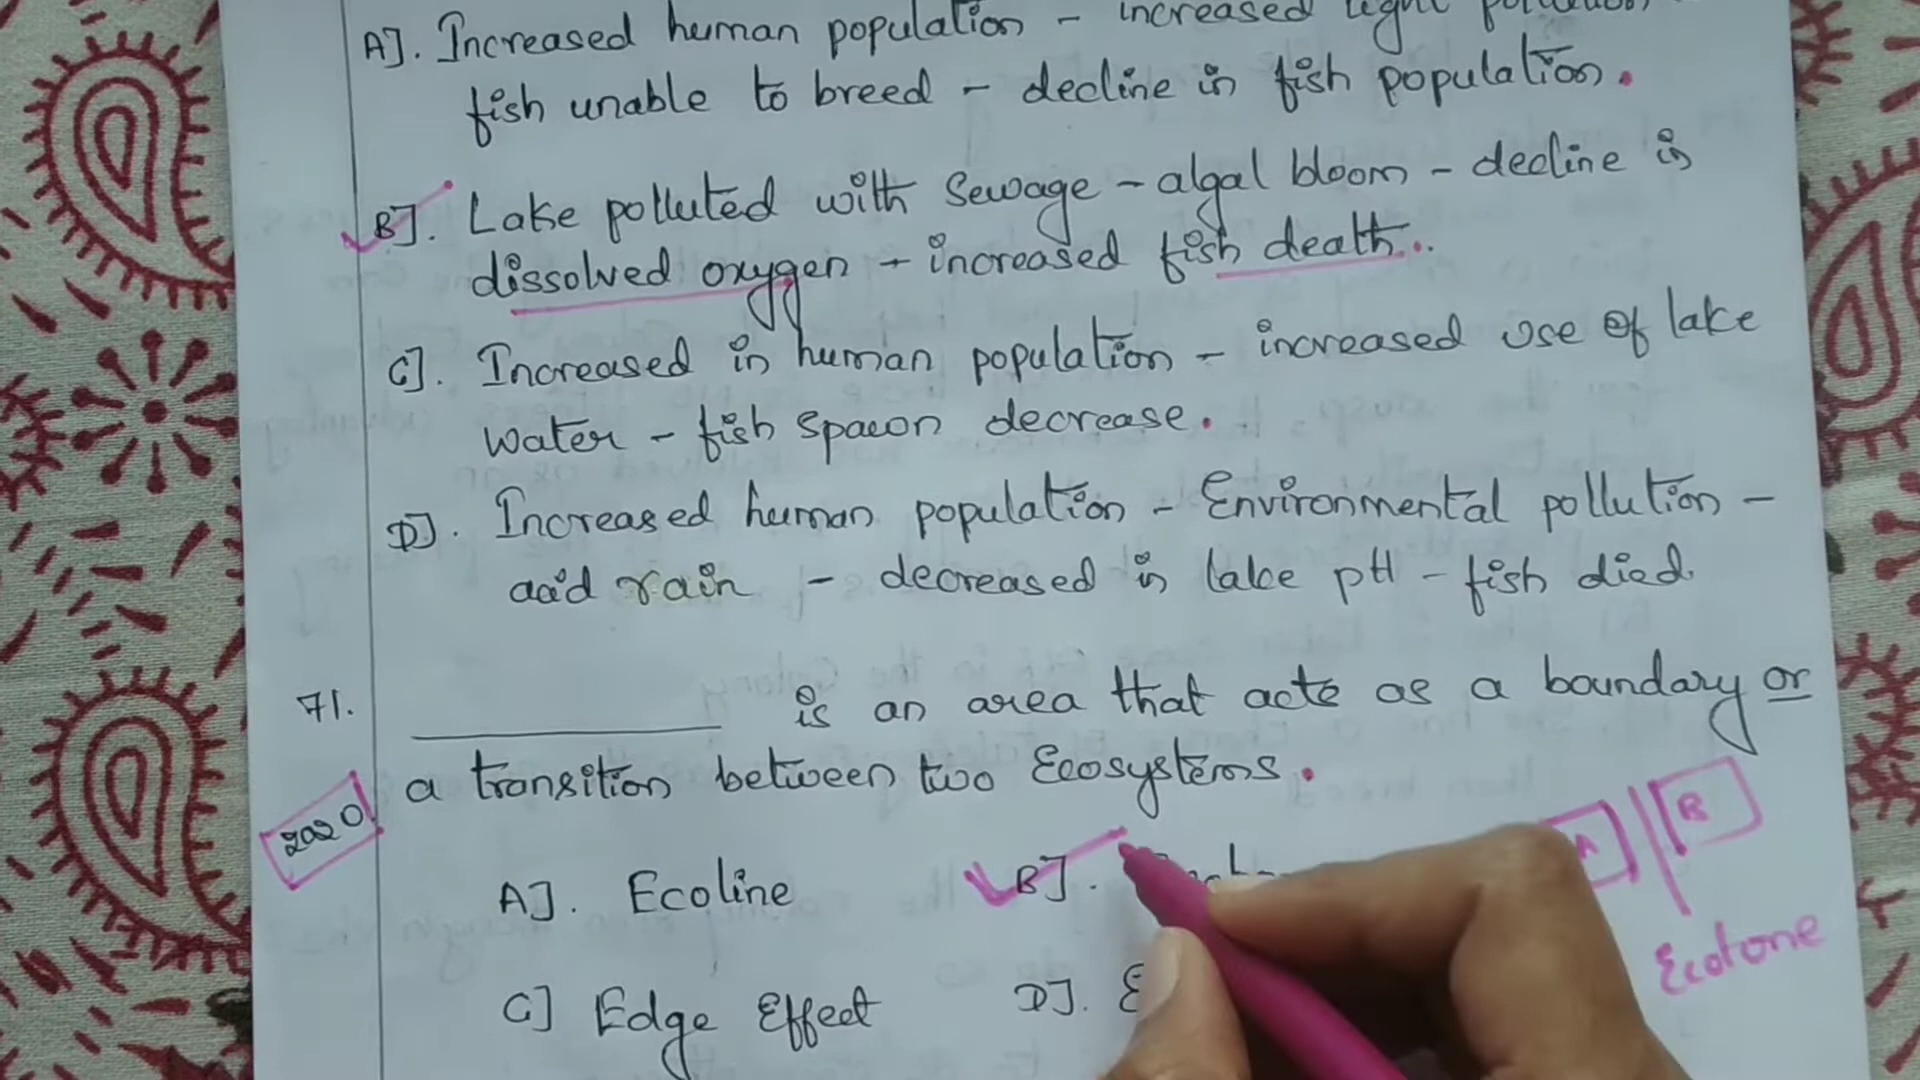 A]. Increased human population - increased light pollution
fish unable to breed - decline in fish population.
B]. Lake polluted with Sewage - algal bloom - decline in
dissolved oxygen - increased fish death..
C]. Increased in human population - increased use of lake
water - fish spawn decrease.
D]. Increased human population - Environmental pollution -
acid rain - decreased in lake pH - fish died.
71. __________ is an area that acts as a boundary or
a transition between two Ecosystems.
2020
A B
A]. Ecoline B].
Ecotone
C] Edge Effect D]. E